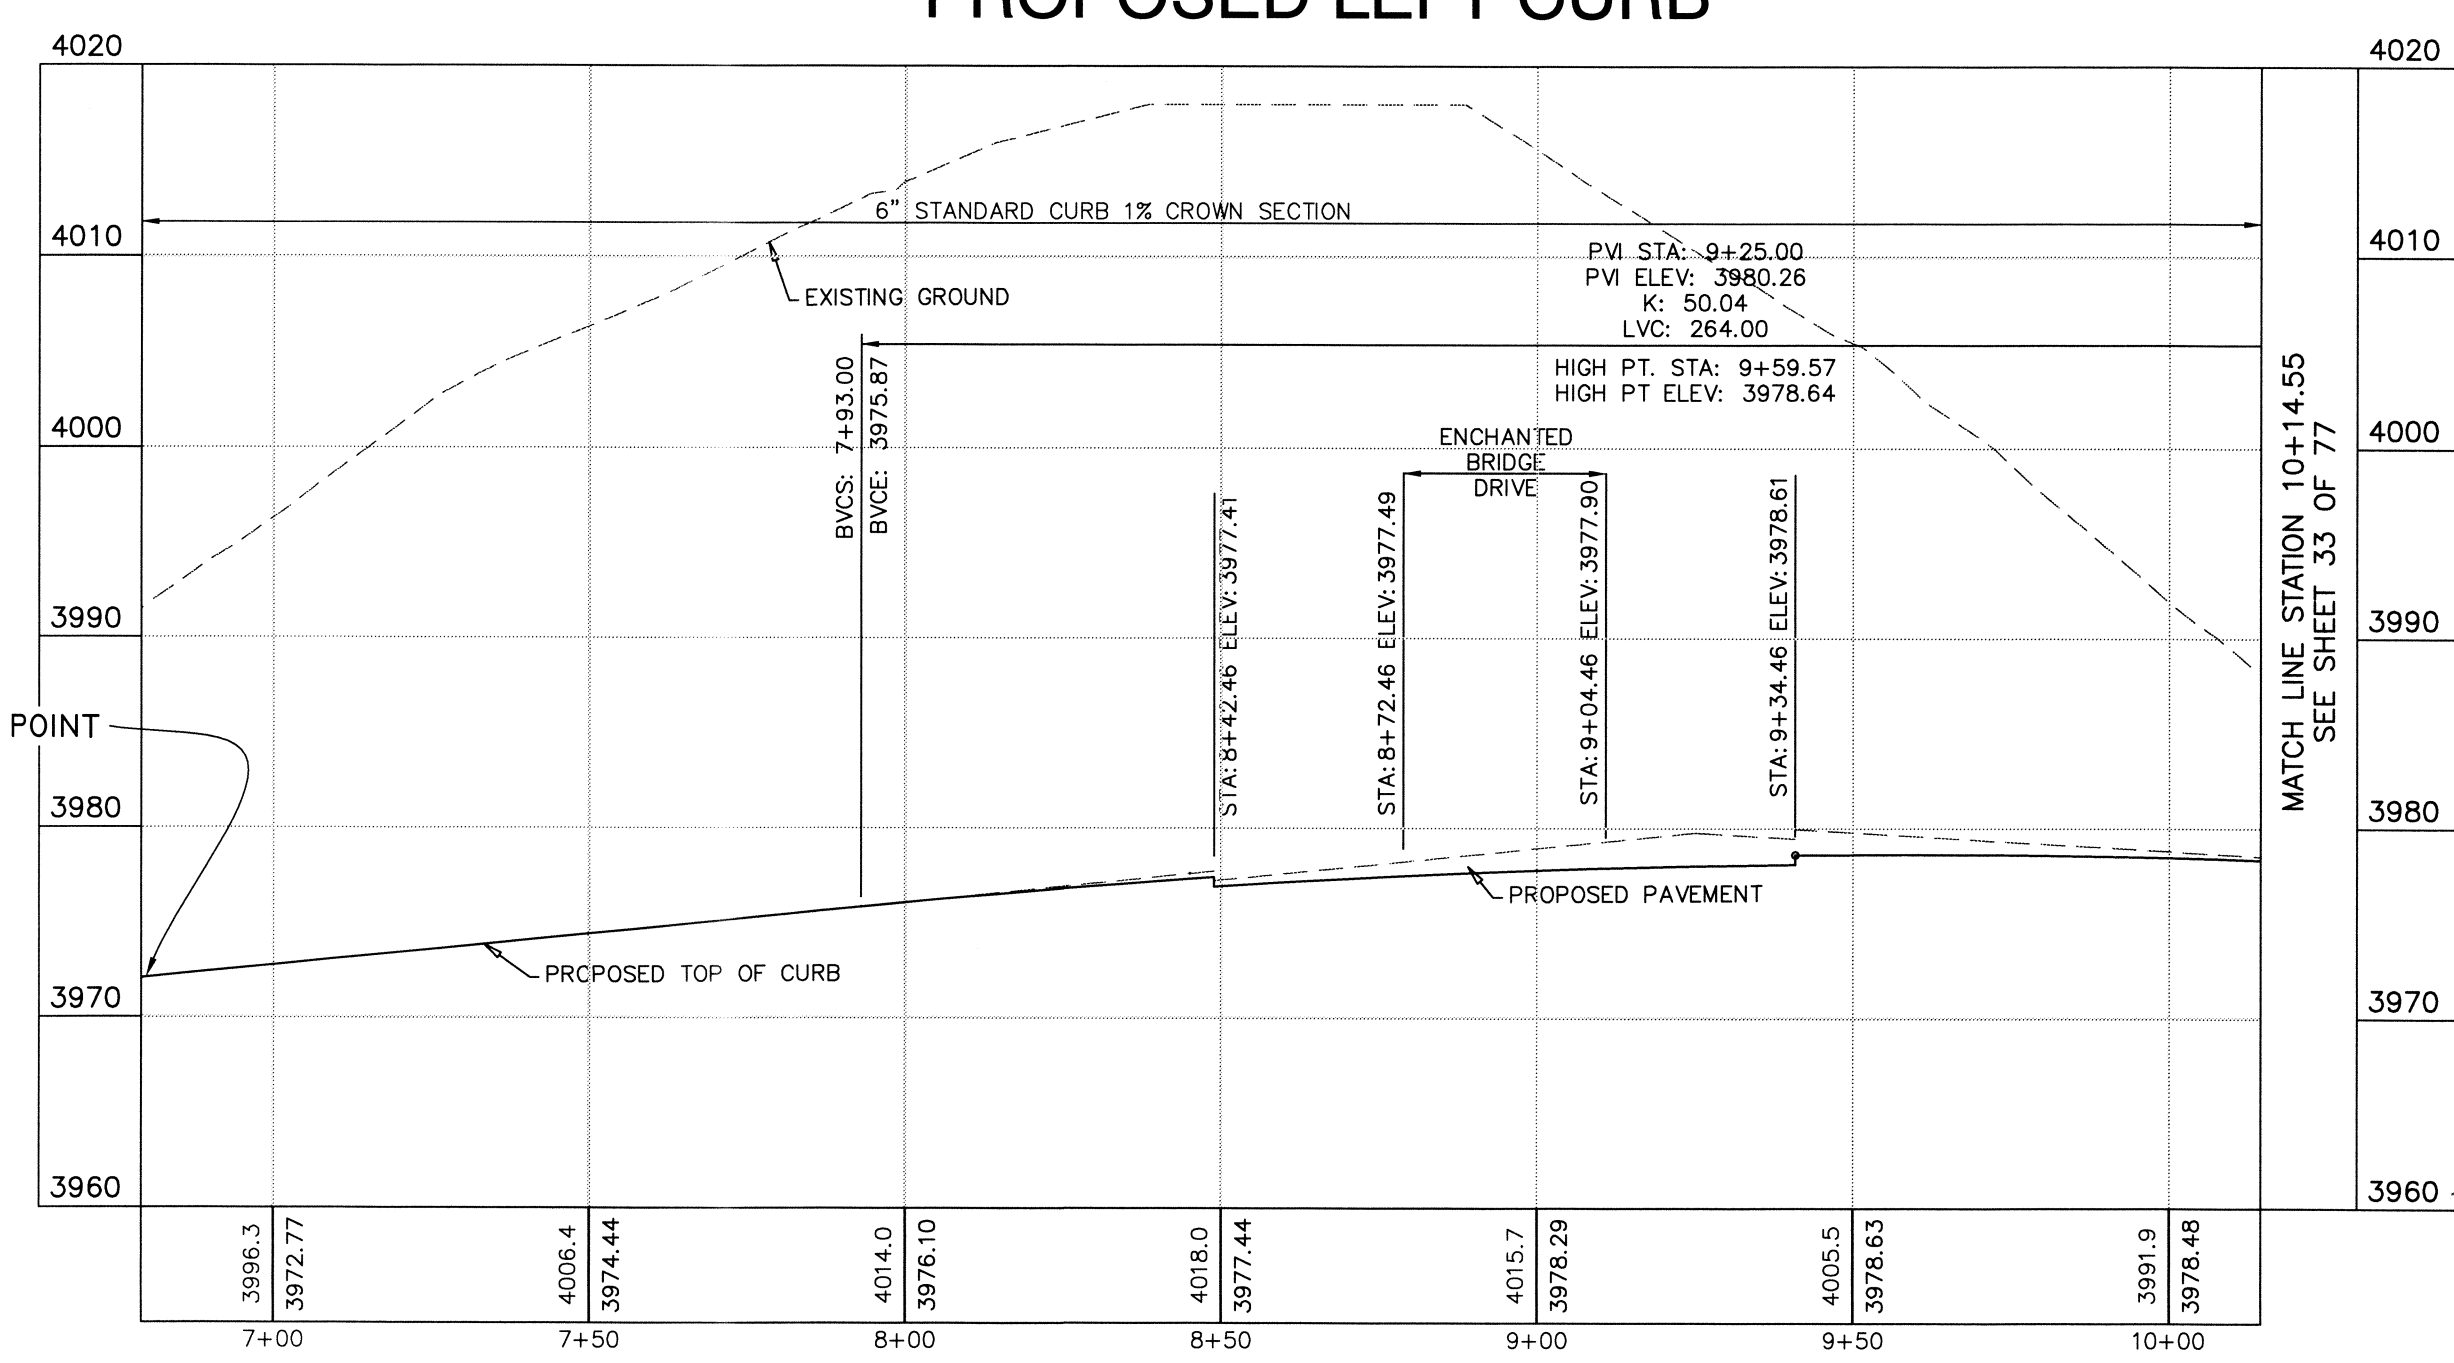 PROPOSED LEFT CURB
4020
4020
6" STANDARD CURB 1% CROWN SECTION
4010
4010
PVI STA: 9+25.00
PVI ELEV: 3980.26
K: 50.04
LVC: 264.00
EXISTING GROUND
HIGH PT. STA: 9+59.57
HIGH PT ELEV: 3978.64
BVCS: 7+93.00
BVCE: 3975.87
4000
4000
ENCHANTED
BRIDGE
DRIVE
STA: 8+42.46 ELEV: 3977.41
STA: 8+72.46 ELEV: 3977.49
STA: 9+04.46 ELEV: 3977.90
STA: 9+34.46 ELEV: 3978.61
MATCH LINE STATION 10+14.55
SEE SHEET 33 OF 77
3990
3990
POINT
3980
3980
PROPOSED PAVEMENT
PROPOSED TOP OF CURB
3970
3970
3960
3960
3996.3
3972.77
4006.4
3974.44
4014.0
3976.10
4018.0
3977.44
4015.7
3978.29
4005.5
3978.63
3991.9
3978.48
7+00
7+50
8+00
8+50
9+00
9+50
10+00